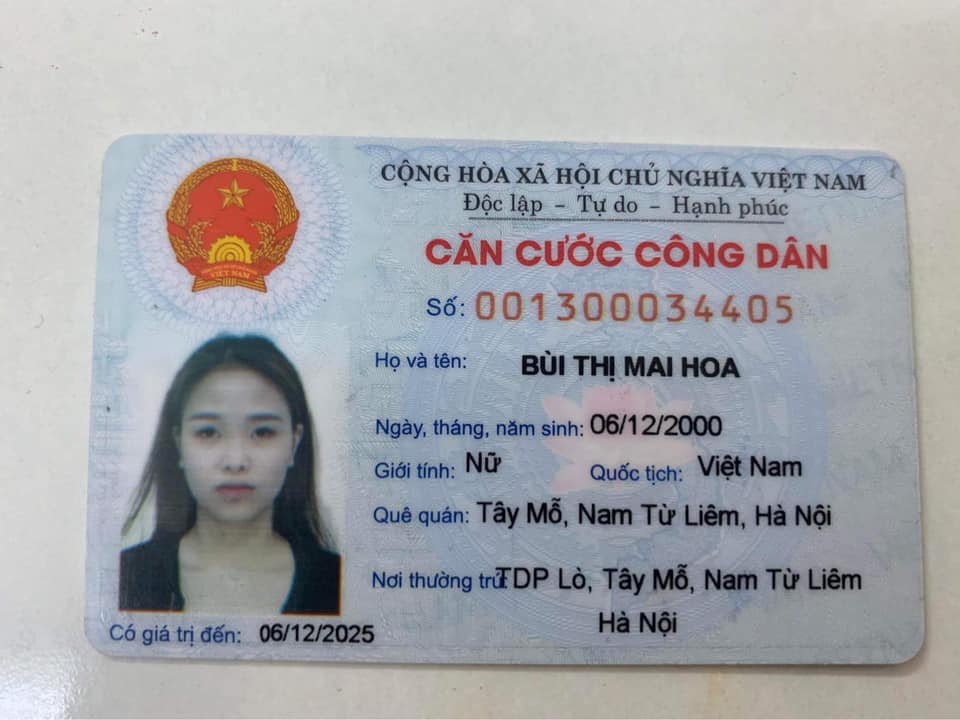 CỘNG HÒA XÃ HỘI CHỦ NGHĨA VIỆT NAM
Độc lập - Tự do - Hạnh phúc
CĂN CƯỚC CÔNG DÂN
Số: 001300034405
Họ và tên: BÙI THỊ MAI HOA
Ngày, tháng, năm sinh: 06/12/2000
Giới tính: Nữ Quốc tịch: Việt Nam
Quê quán: Tây Mỗ, Nam Từ Liêm, Hà Nội
Nơi thường trú: TDP Lò, Tây Mỗ, Nam Từ Liêm
Hà Nội
Có giá trị đến: 06/12/2025
VIỆT NAM